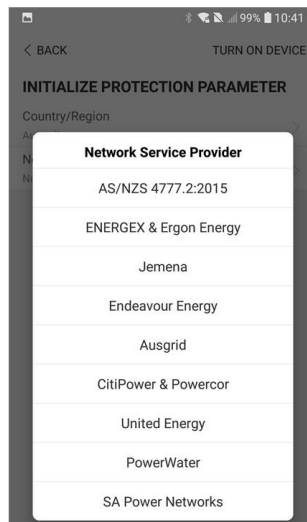 99% 10:41
BACK TURN ON DEVICE
INITIALIZE PROTECTION PARAMETER
Country/Region
Network Service Provider
AS/NZS 4777.2:2015
ENERGEX & Ergon Energy
Jemena
Endeavour Energy
Ausgrid
CitiPower & Powercor
United Energy
PowerWater
SA Power Networks